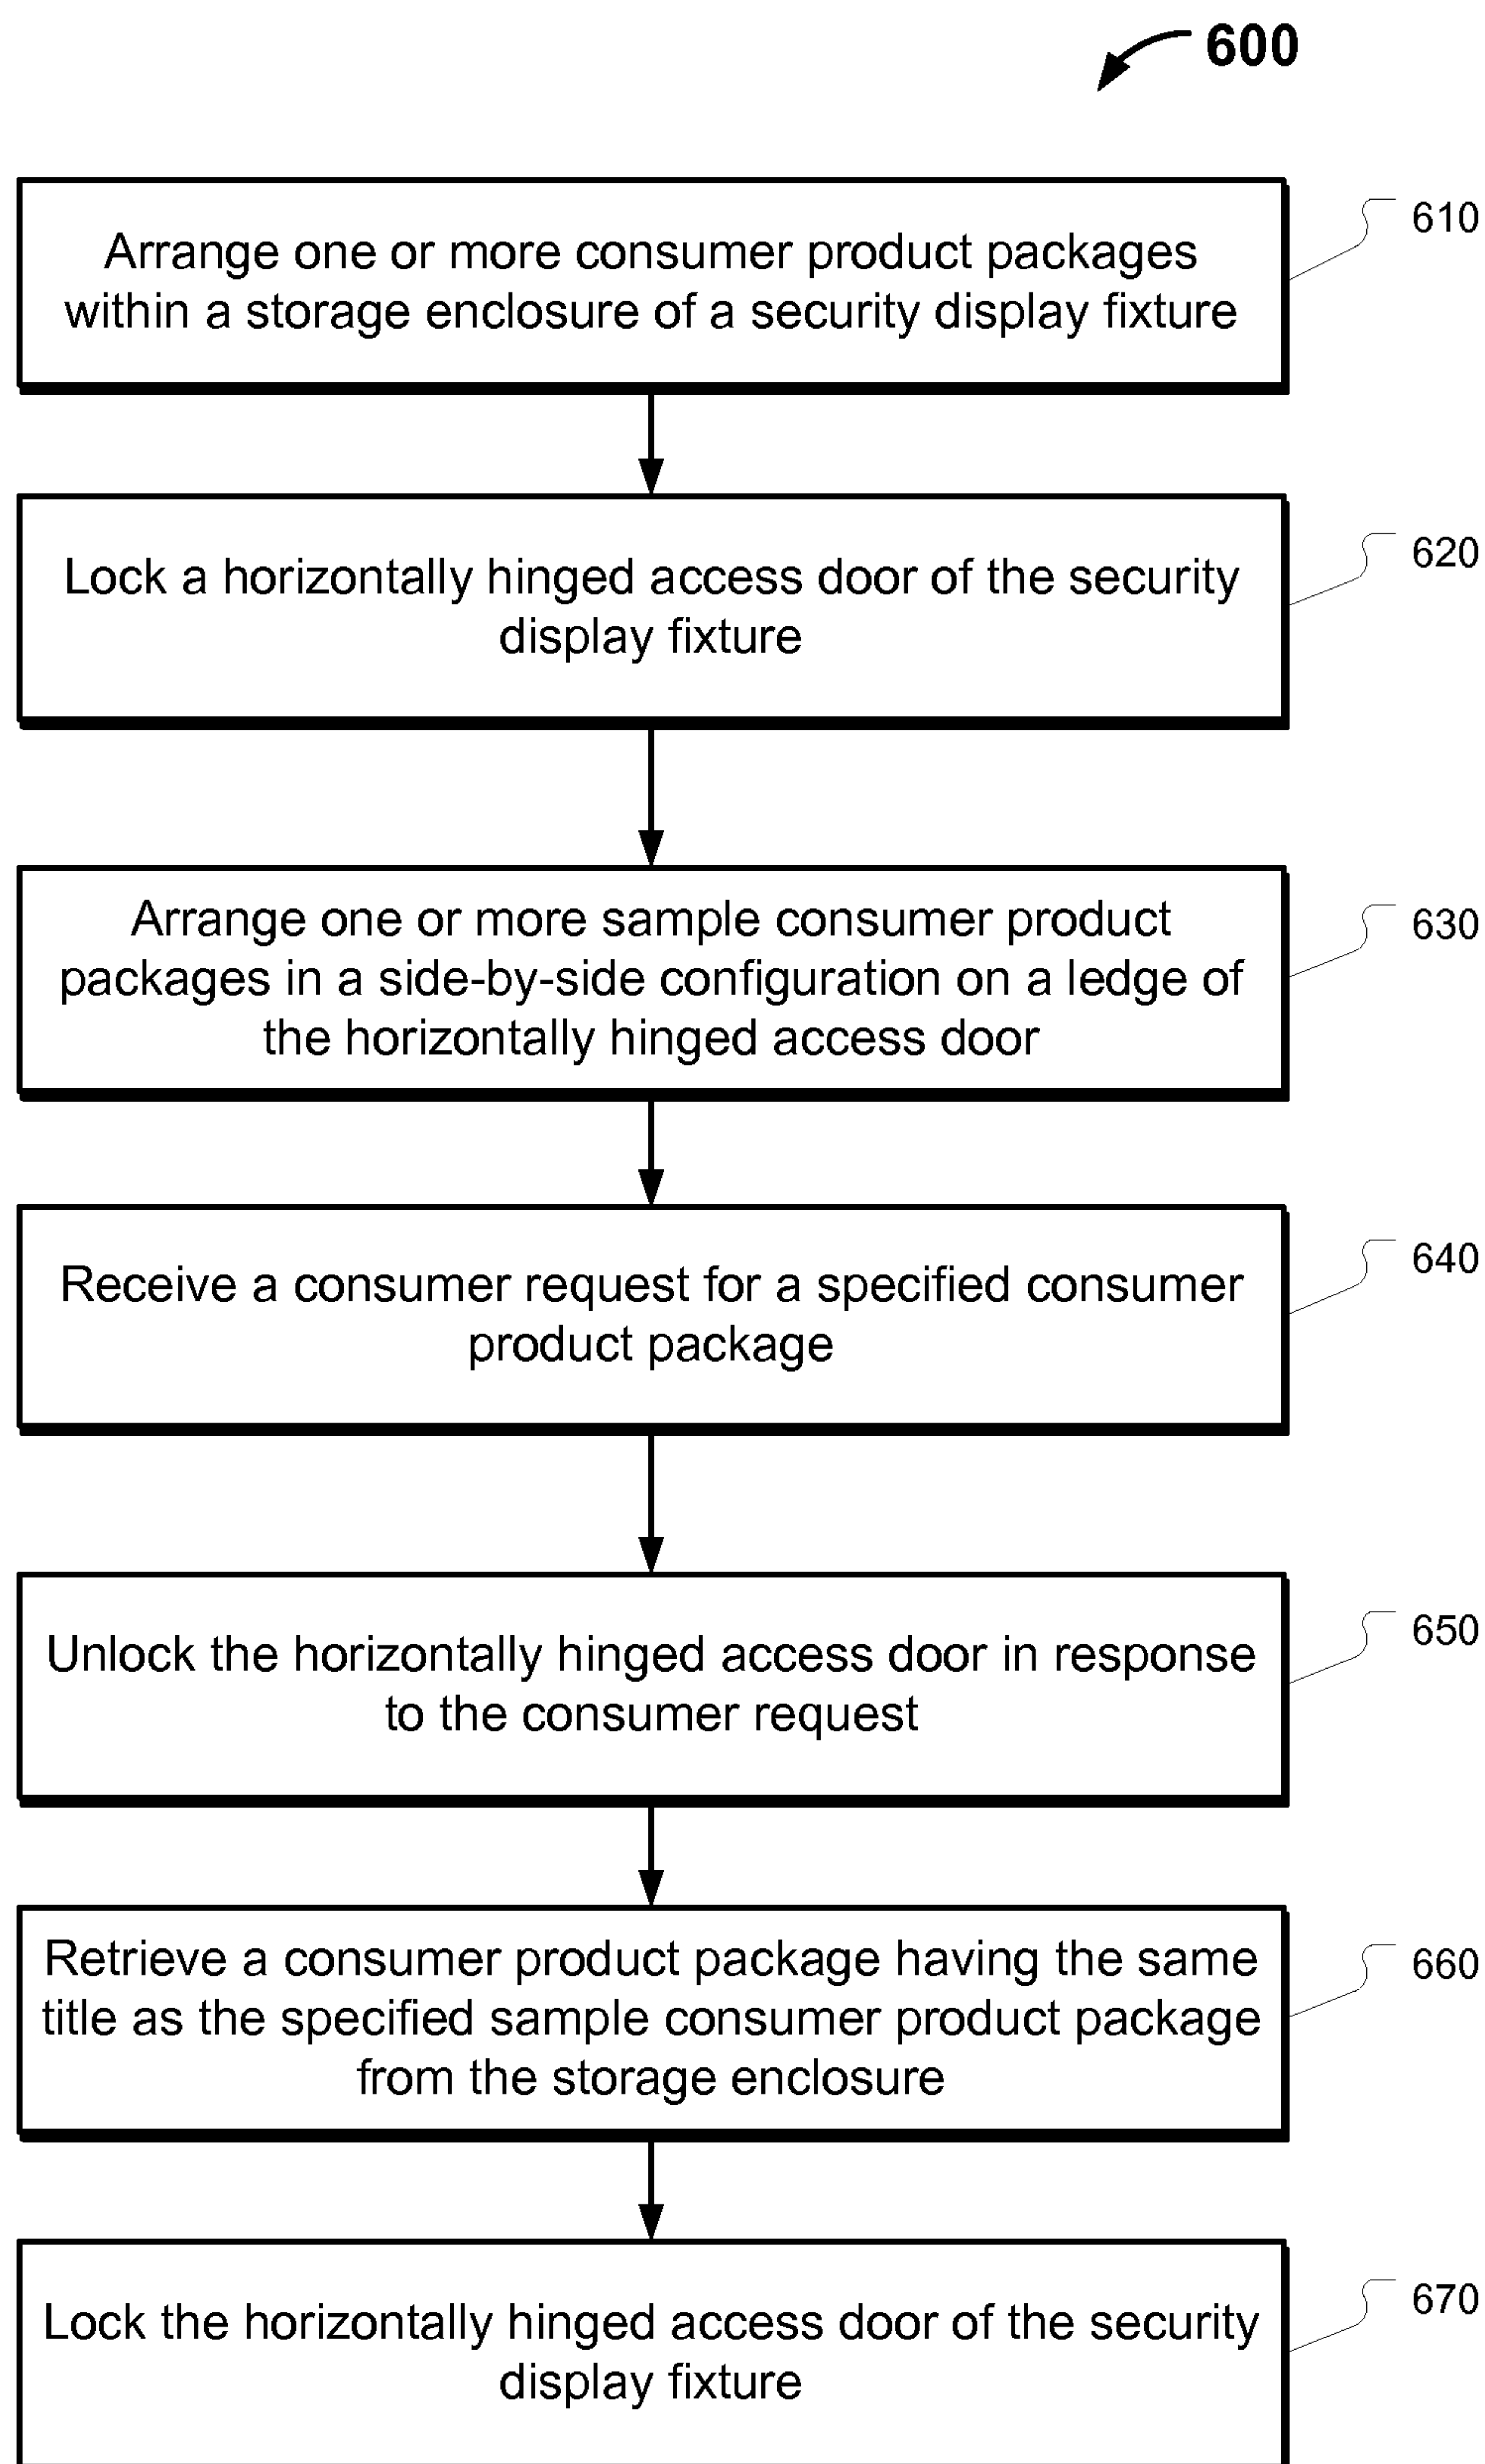 600
Arrange one or more consumer product packages
within a storage enclosure of a security display fixture
610
Lock a horizontally hinged access door of the security
display fixture
620
Arrange one or more sample consumer product
packages in a side-by-side configuration on a ledge of
the horizontally hinged access door
630
Receive a consumer request for a specified consumer
product package
640
Unlock the horizontally hinged access door in response
to the consumer request
650
Retrieve a consumer product package having the same
title as the specified sample consumer product package
from the storage enclosure
660
Lock the horizontally hinged access door of the security
display fixture
670